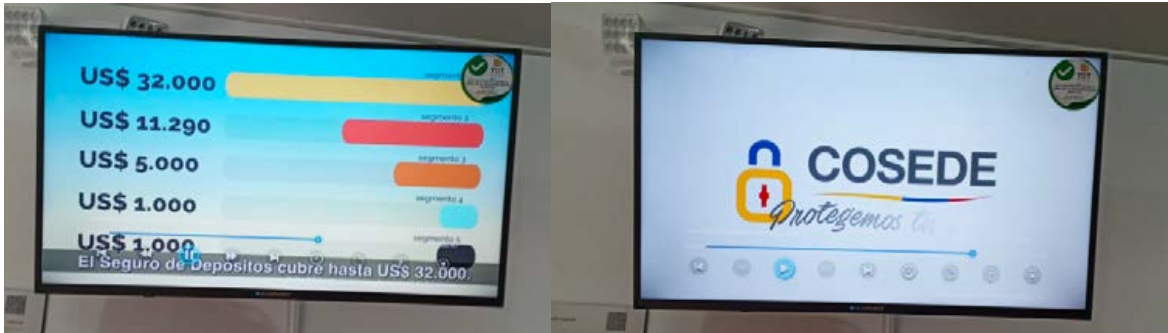 US$ 32.000
US$ 11.290
segmento 2
US$ 5.000
segmento 3
US$ 1.000
segmento 4
US$ 1.000
segmento 5
El Seguro de Depósitos cubre hasta US$ 32.000.
COSEDE
Protegemos tu